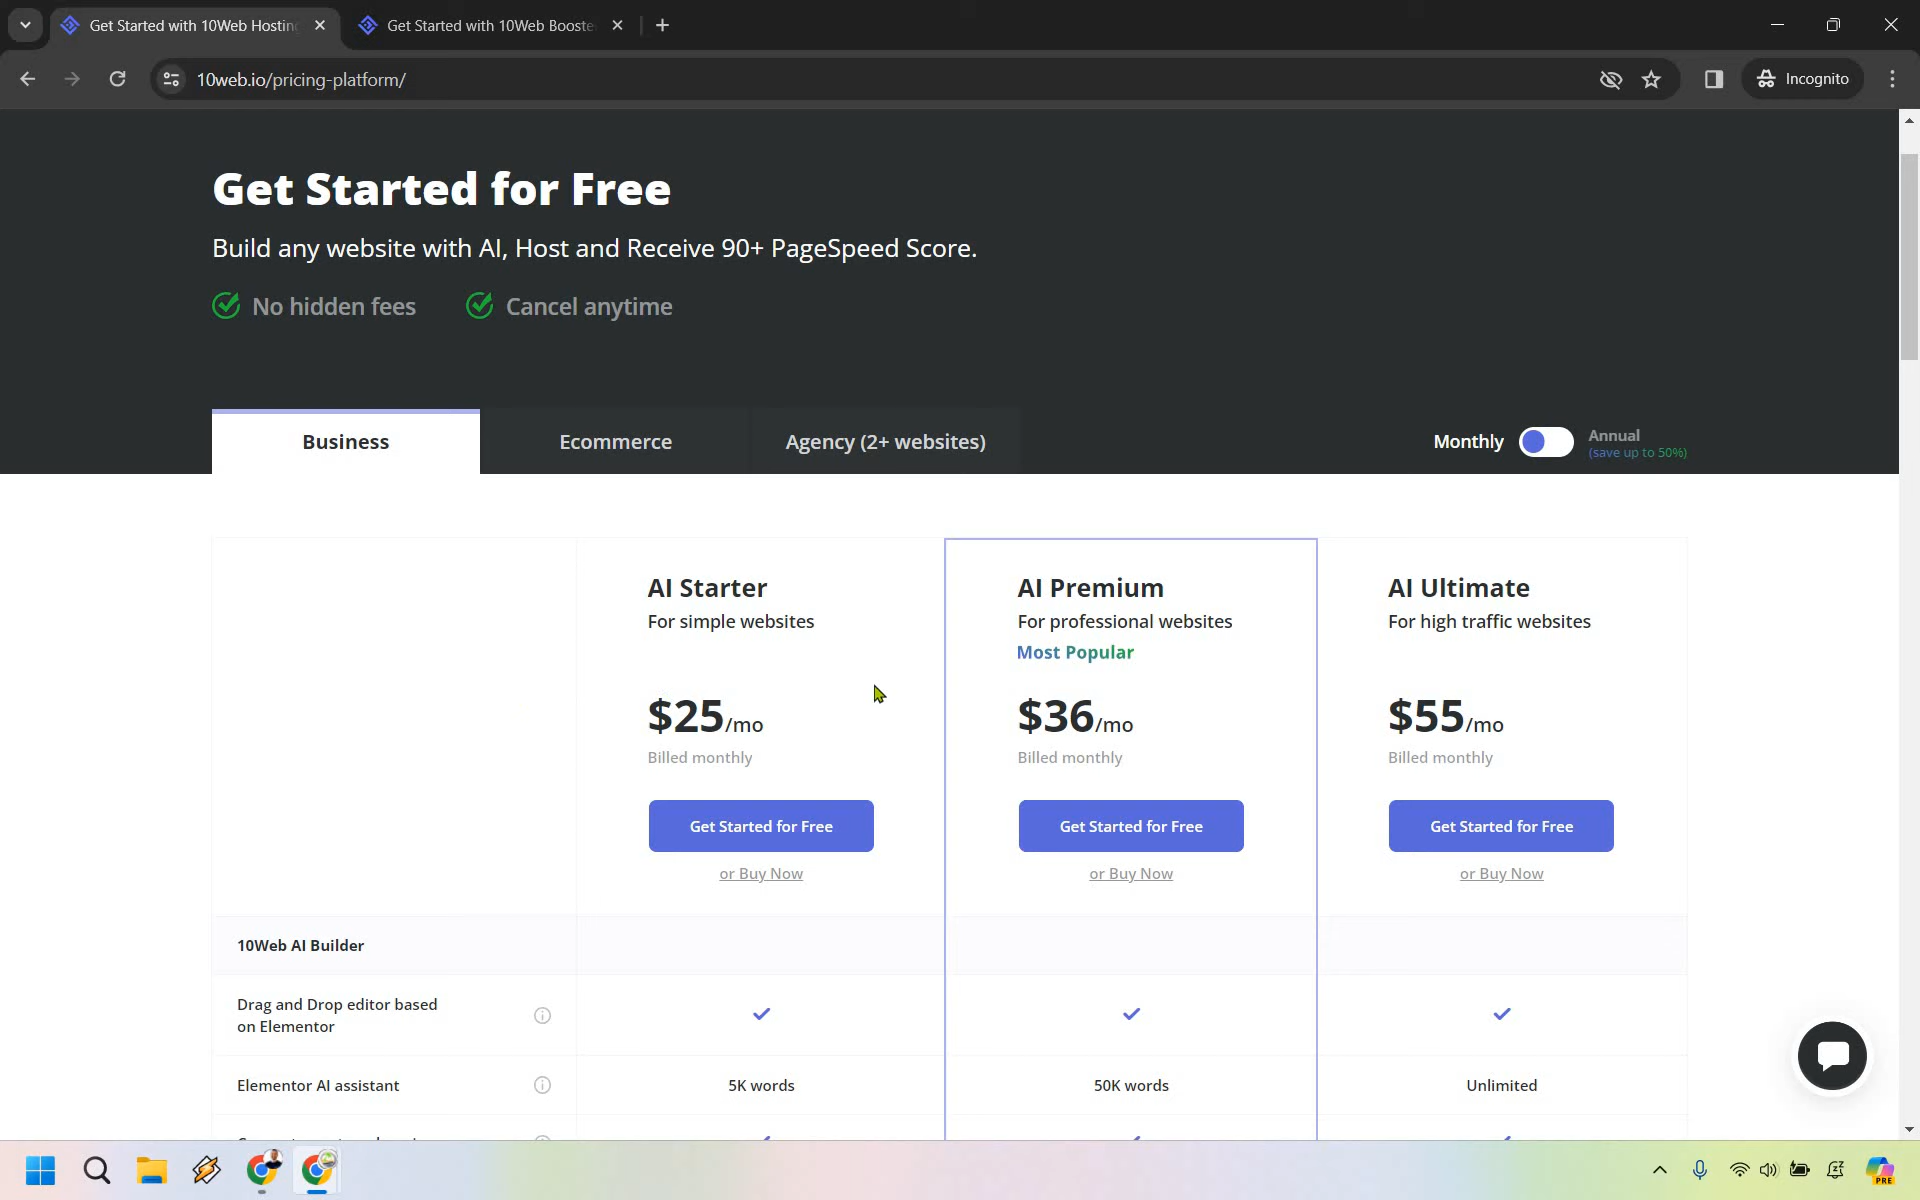 Get Started with 10Web Hosting
Get Started with 10Web Booste
10web.io/pricing-platform/
Incognito
Get Started for Free
Build any website with AI, Host and Receive 90+ PageSpeed Score.
No hidden fees
Cancel anytime
Business
Ecommerce
Agency (2+ websites)
Monthly
Annual
(save up to 50%)
AI Starter
For simple websites
$25/mo
Billed monthly
Get Started for Free
or Buy Now
AI Premium
For professional websites
Most Popular
$36/mo
Billed monthly
Get Started for Free
or Buy Now
AI Ultimate
For high traffic websites
$55/mo
Billed monthly
Get Started for Free
or Buy Now
10Web AI Builder
Drag and Drop editor based
on Elementor
Elementor AI assistant
5K words
50K words
Unlimited
PRE